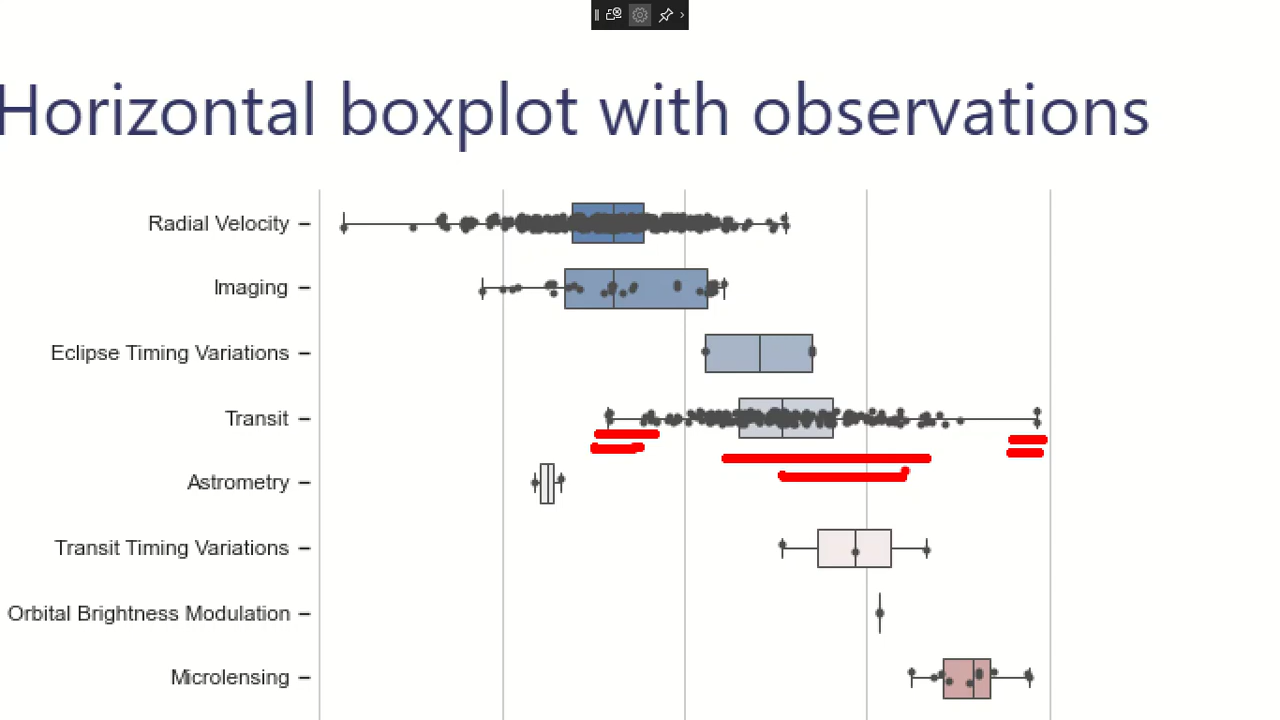 Horizontal boxplot with observations
Radial Velocity
Imaging
Eclipse Timing Variations
Transit
Astrometry
Transit Timing Variations
Orbital Brightness Modulation
Microlensing